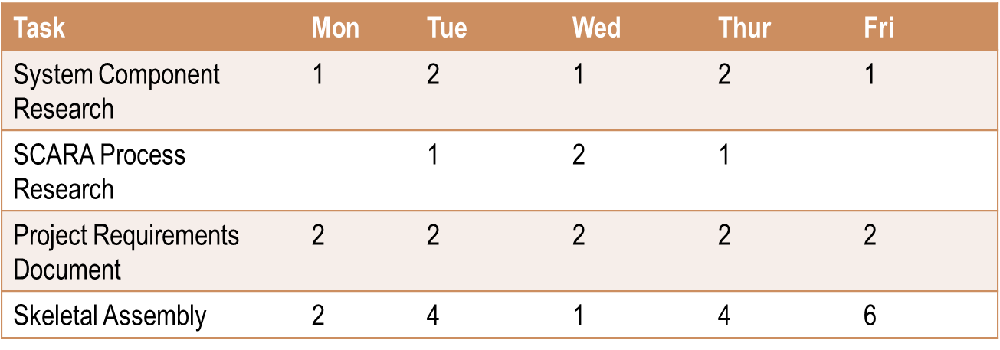 Task Mon Tue Wed Thur Fri
System Component 1 2 1 2 1
Research
SCARA Process 1 2 1
Research
Project Requirements 2 2 2 2 2
Document
Skeletal Assembly 2 4 1 4 6